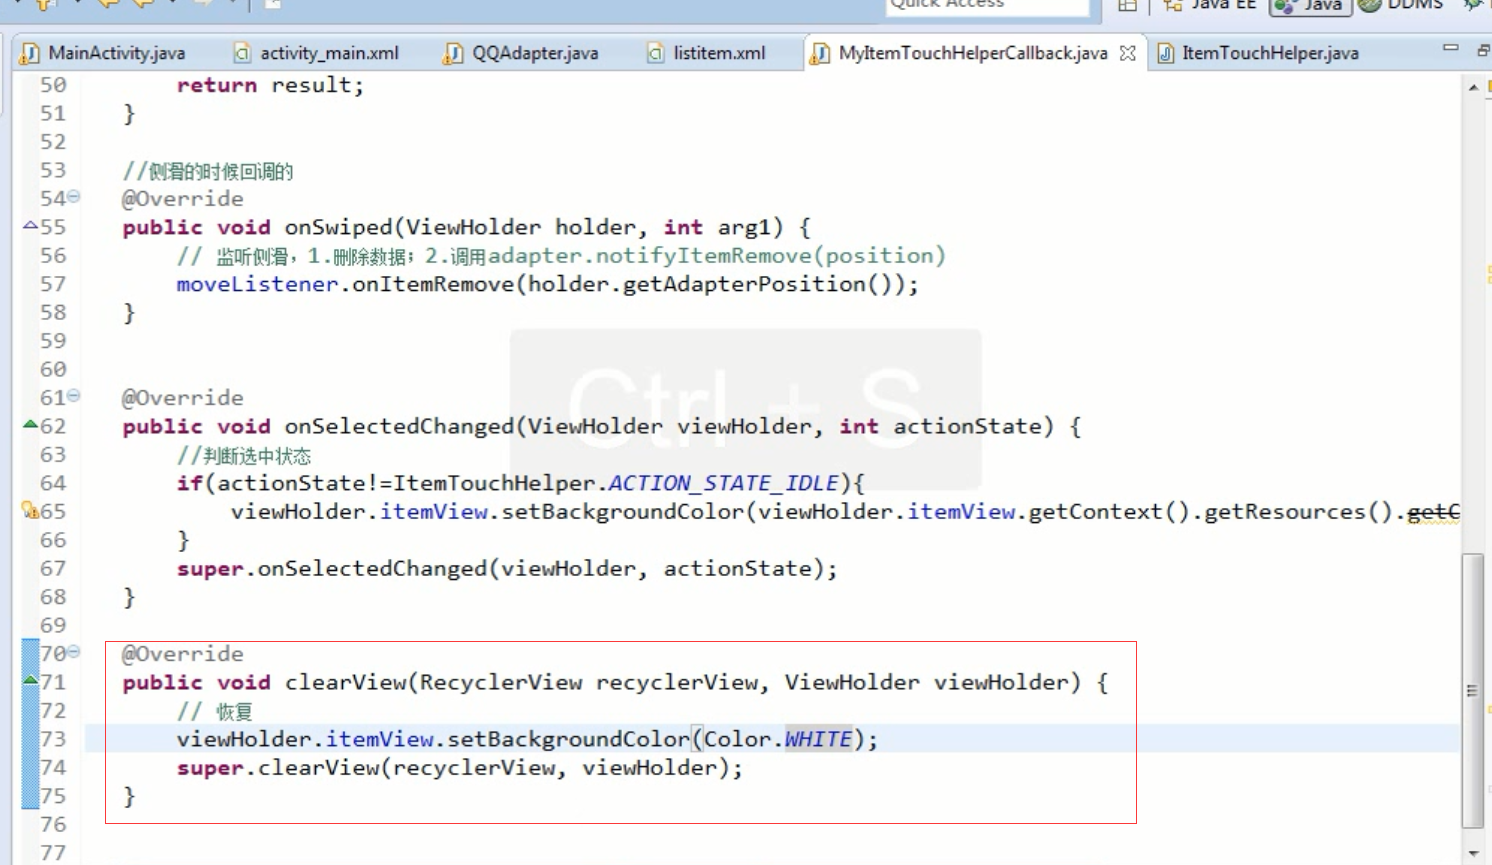 Quick Access
Java EE
Java
DDMS
MainActivity.java
activity_main.xml
QQAdapter.java
listitem.xml
MyItemTouchHelperCallback.java
ItemTouchHelper.java
50 return result;
51 }
52
53 //侧滑的时候回调的
54 @Override
55 public void onSwiped(ViewHolder holder, int arg1) {
56 // 监听侧滑，1.删除数据；2.调用adapter.notifyItemRemove(position)
57 moveListener.onItemRemove(holder.getAdapterPosition());
58 }
59
60
Ctrl + S
61 @Override
62 public void onSelectedChanged(ViewHolder viewHolder, int actionState) {
63 //判断选中状态
64 if(actionState!=ItemTouchHelper.ACTION_STATE_IDLE){
65 viewHolder.itemView.setBackgroundColor(viewHolder.itemView.getContext().getResources().getC
66 }
67 super.onSelectedChanged(viewHolder, actionState);
68 }
69
70 @Override
71 public void clearView(RecyclerView recyclerView, ViewHolder viewHolder) {
72 // 恢复
73 viewHolder.itemView.setBackgroundColor(Color.WHITE);
74 super.clearView(recyclerView, viewHolder);
75 }
76
77